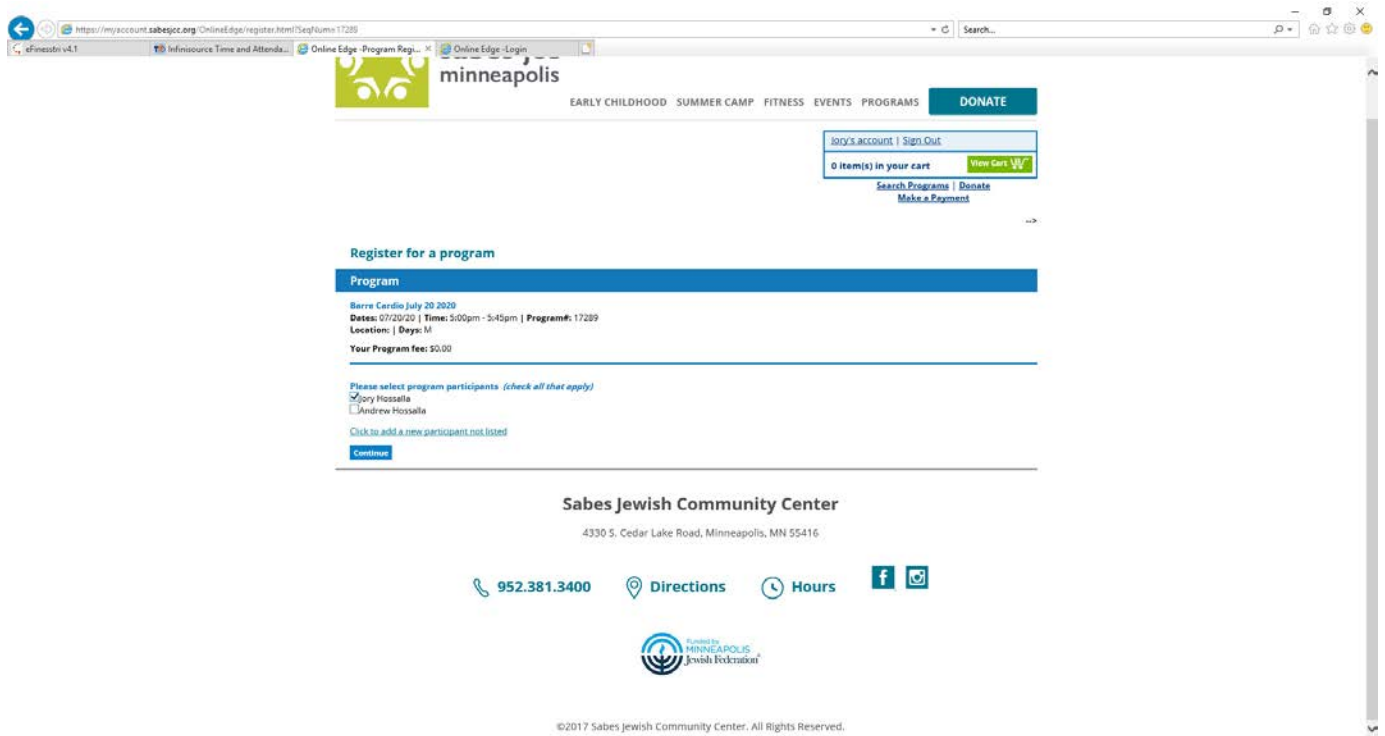 https://myaccount.sabesjcc.org/OnlineEdge/register.html?SeqNum=17289
Search...
eFinesstri v4.1
Infinisource Time and Attenda...
Online Edge -Program Regi...
Online Edge -Login
minneapolis
EARLY CHILDHOOD SUMMER CAMP FITNESS EVENTS PROGRAMS DONATE
Jory's account | Sign Out
0 item(s) in your cart View Cart
Search Programs | Donate
Make a Payment
-->
Register for a program
Program
Barre Cardio July 20 2020
Dates: 07/20/20 | Time: 5:00pm - 5:45pm | Program#: 17289
Location: | Days: M
Your Program fee: $0.00
Please select program participants (check all that apply)
Jory Hossalla
Andrew Hossalla
Click to add a new participant not listed
Continue
Sabes Jewish Community Center
4330 S. Cedar Lake Road, Minneapolis, MN 55416
952.381.3400 Directions Hours
Funded by
MINNEAPOLIS
Jewish Federation
©2017 Sabes Jewish Community Center. All Rights Reserved.